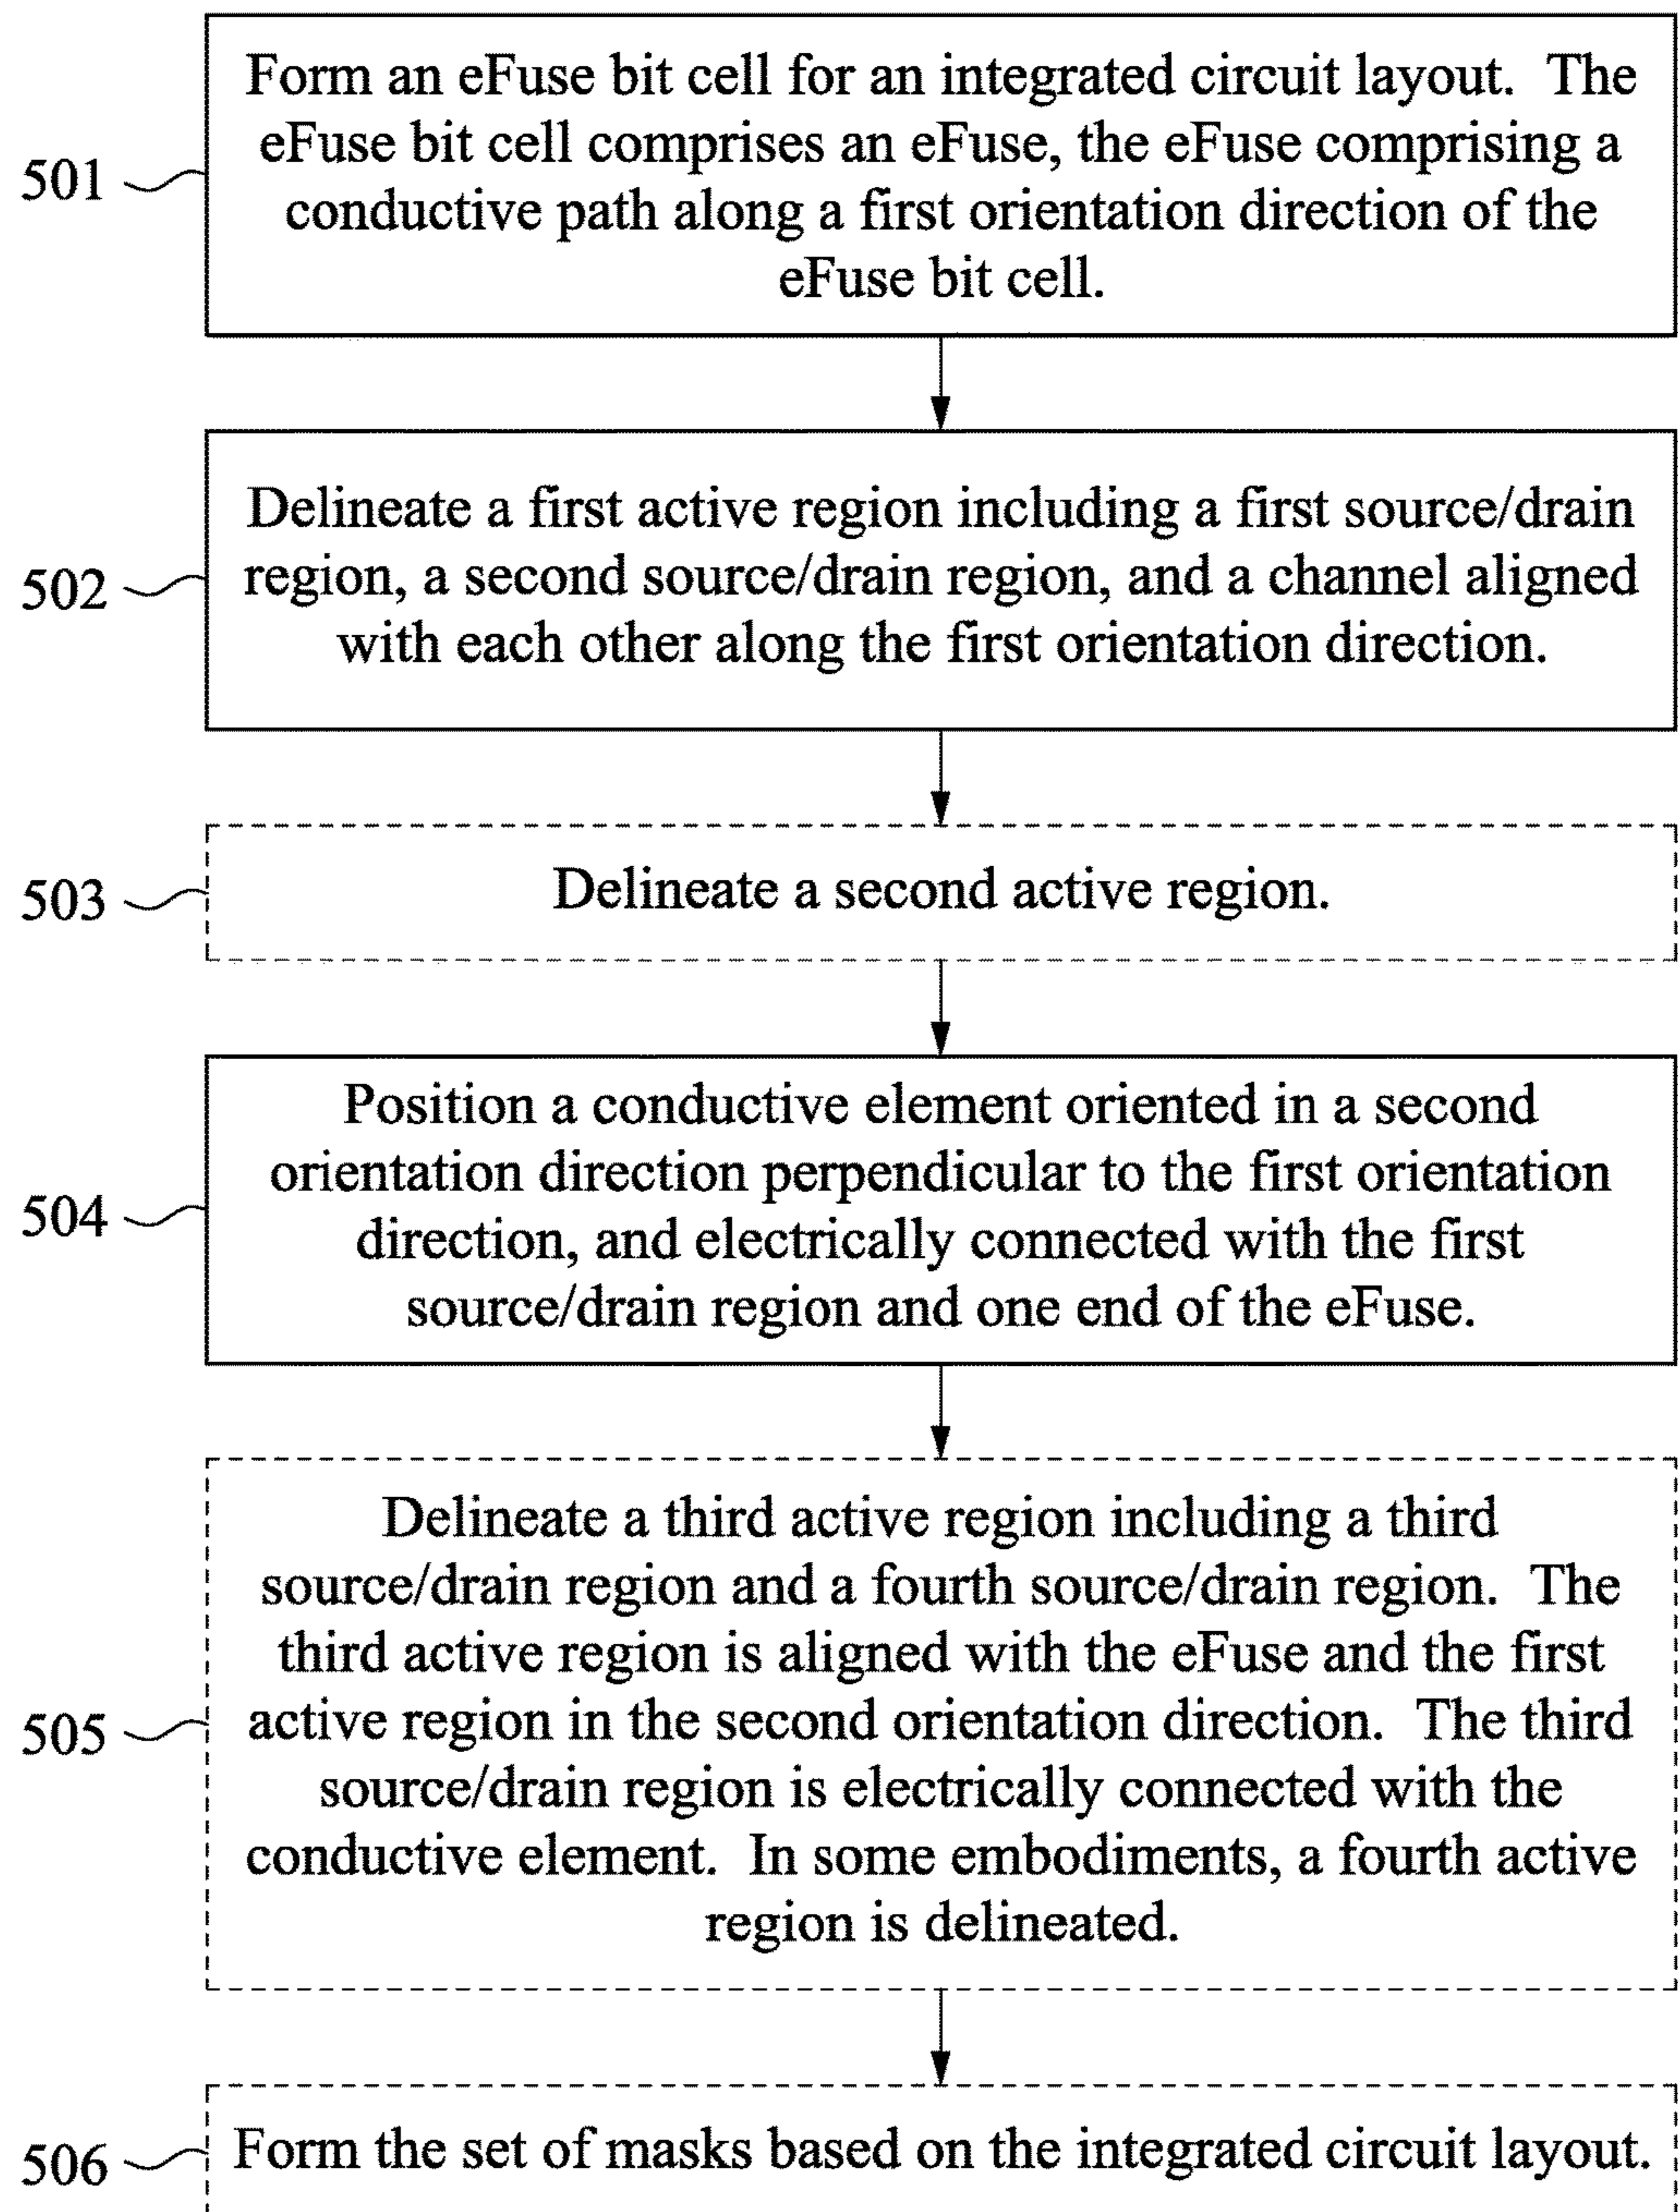 Form an eFuse bit cell for an integrated circuit layout. The
eFuse bit cell comprises an eFuse, the eFuse comprising a
501
conductive path along a first orientation direction of the
eFuse bit cell.
Delineate a first active region including a first source/drain
502
region, a second source/drain region, and a channel aligned
with each other along the first orientation direction.
503
Delineate a second active region.
Position a conductive element oriented in a second
orientation direction perpendicular to the first orientation
504
direction, and electrically connected with the first
source/drain region and one end of the eFuse.
Delineate a third active region including a third
source/drain region and a fourth source/drain region. The
third active region is aligned with the eFuse and the first
505
active region in the second orientation direction. The third
source/drain region is electrically connected with the
conductive element. In some embodiments, a fourth active
region is delineated.
506
Form the set of masks based on the integrated circuit layout.